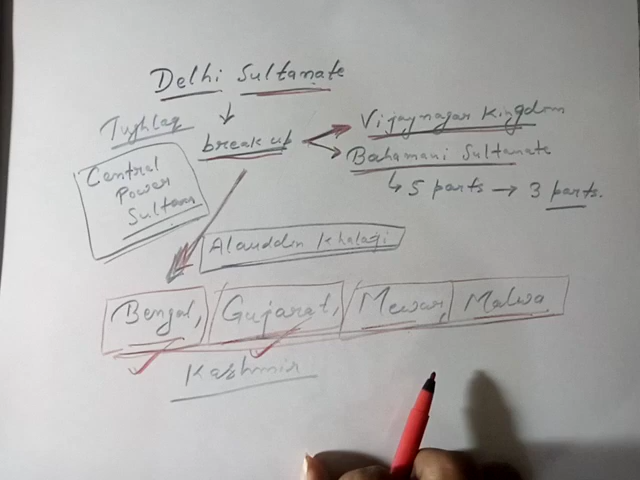 Delhi Sultanate
Tughlaq
break up
Vijaynagar Kingdom
Bahamani Sultanate
5 parts → 3 parts.
Central
Power
Sultan
Alauddin Khalagi
Bengal, Gujarat, Mewar, Malwa
Kashmir